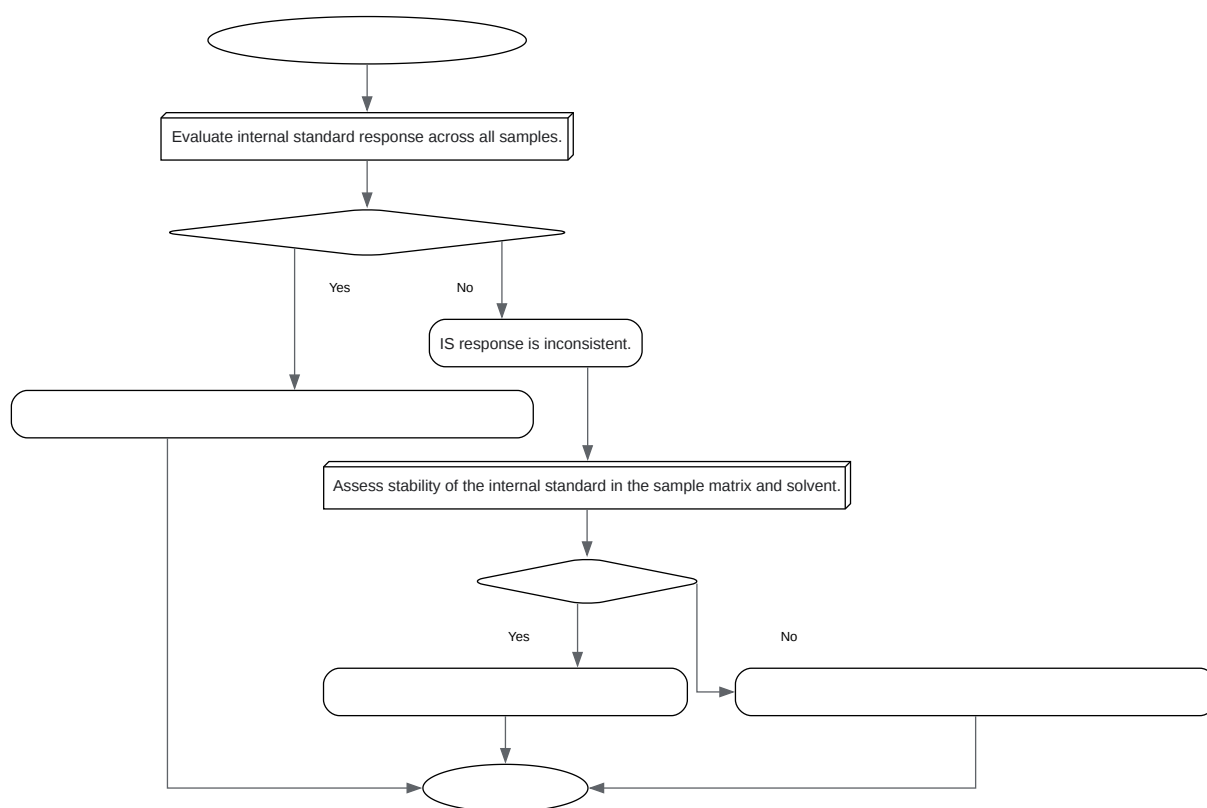 Evaluate internal standard response across all samples.
Yes
No
IS response is inconsistent.
Assess stability of the internal standard in the sample matrix and solvent.
Yes
No